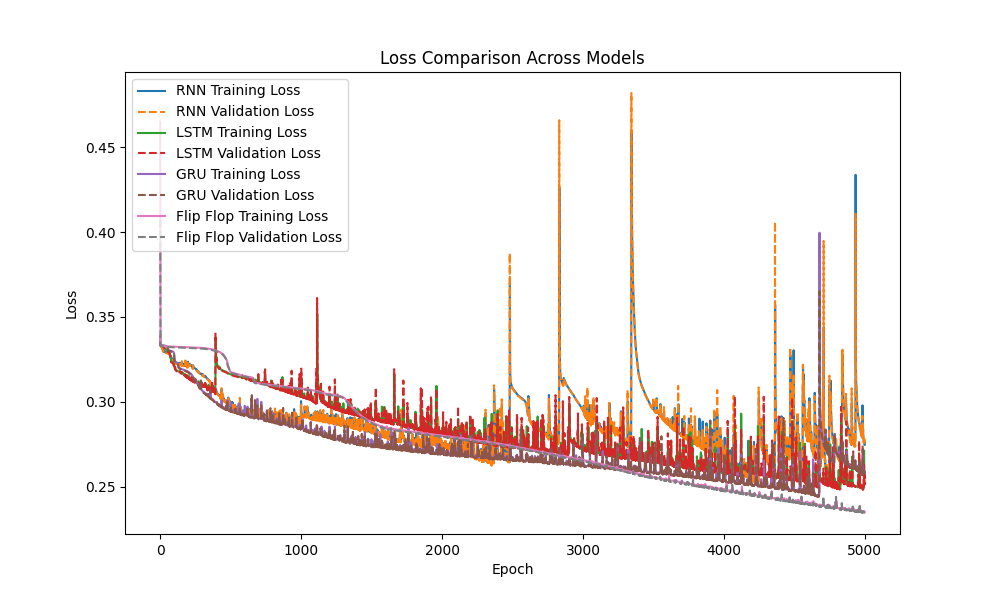 Loss Comparison Across Models
RNN Training Loss
RNN Validation Loss
LSTM Training Loss
LSTM Validation Loss
GRU Training Loss
GRU Validation Loss
Flip Flop Training Loss
Flip Flop Validation Loss
Loss
0.45
0.40
0.35
0.30
0.25
0 1000 2000 3000 4000 5000
Epoch